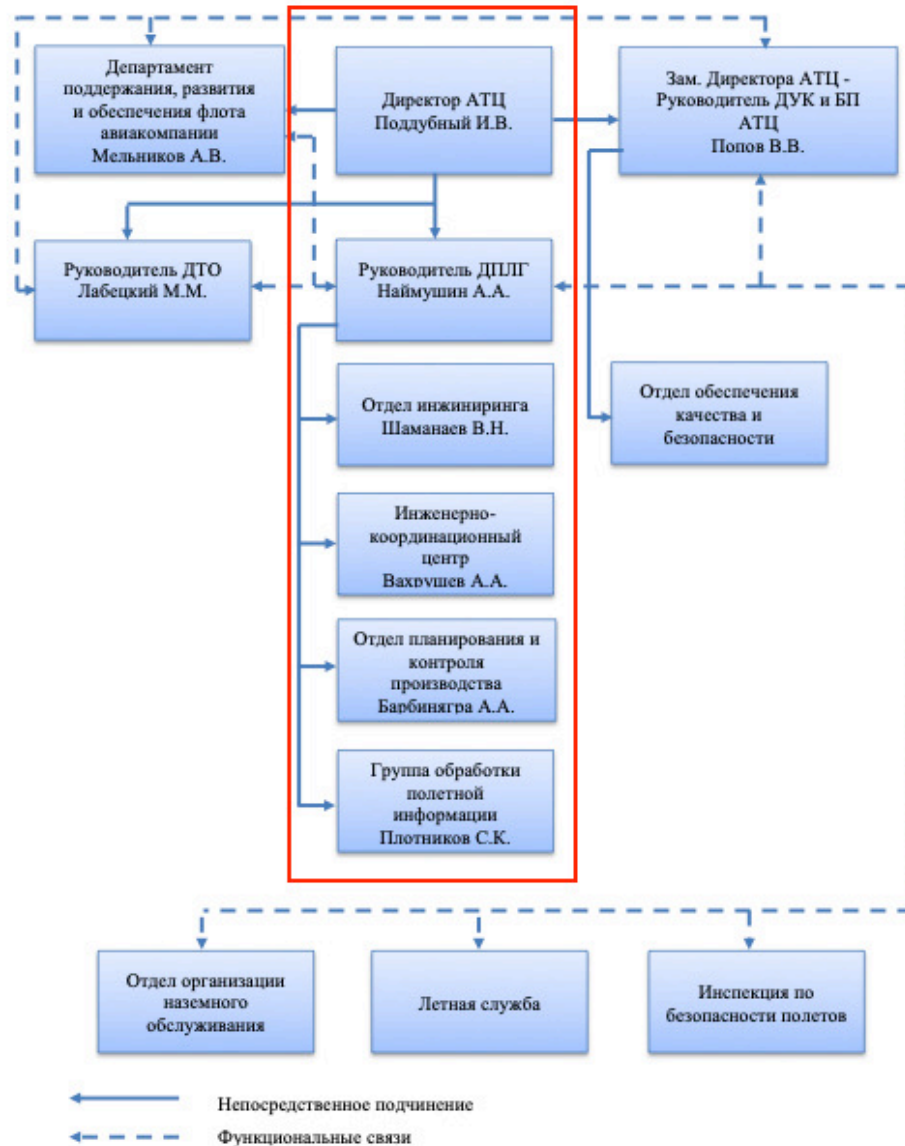 Департамент
поддержания, развития
и обеспечения флота
авиакомпании
Мельников А.В.
Директор АТЦ
Поддубный И.В.
Зам. Директора АТЦ -
Руководитель ДУК и БП
АТЦ
Попов В.В.
Руководитель ДТО
Лабецкий М.М.
Руководитель ДПЛГ
Наймушин А.А.
Отдел инжиниринга
Шаманаев В.Н.
Отдел обеспечения
качества и
безопасности
Инженерно-
координационный
центр
Вахрушев А.А.
Отдел планирования и
контроля
производства
Барбинягра А.А.
Группа обработки
полетной
информации
Плотников С.К.
Отдел организации
наземного
обслуживания
Летная служба
Инспекция по
безопасности полетов
Непосредственное подчинение
Функциональные связи